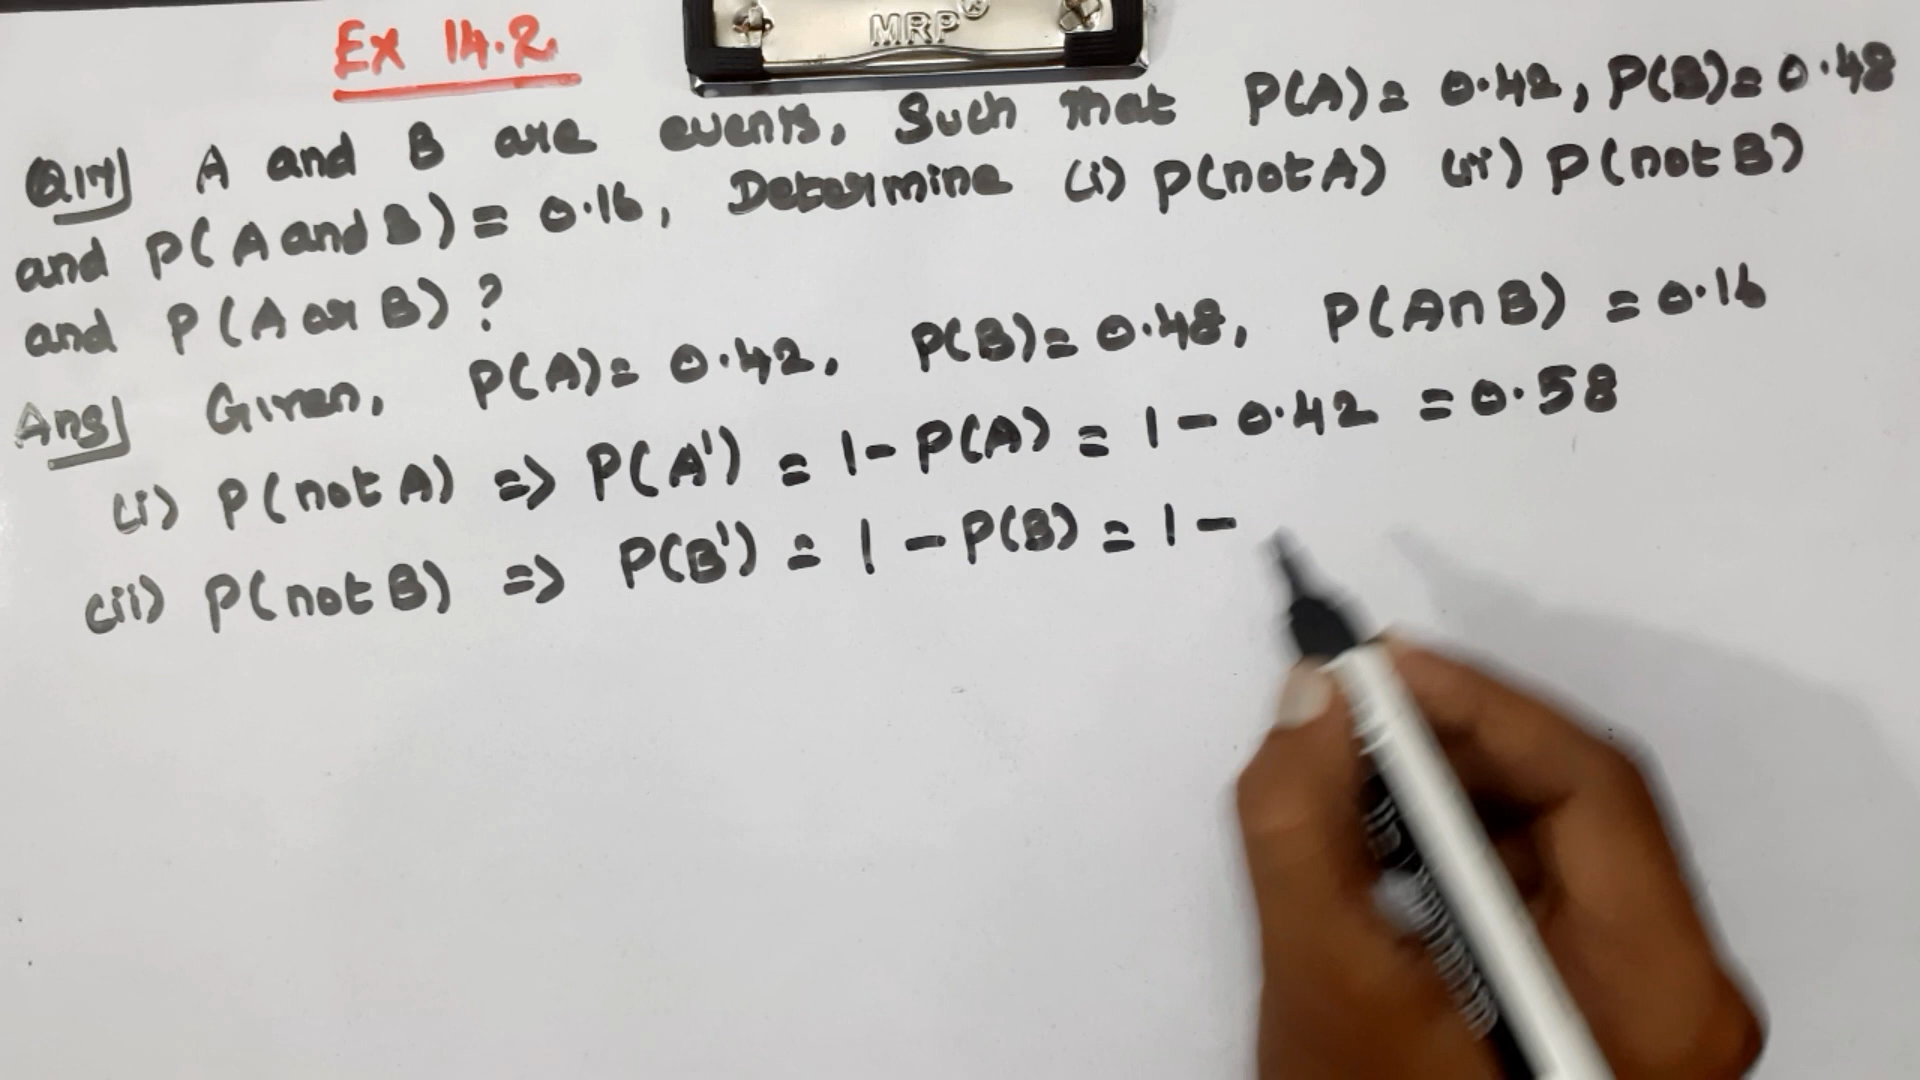 MRP®
Ex 14.2
Q17] A and B are events, Such that P(A) = 0.42, P(B) = 0.48
and P(A and B) = 0.16, Determine (i) P(not A) (ii) P(not B)
and P(A or B) ?
Ans] Given, P(A) = 0.42, P(B) = 0.48, P(A∩B) = 0.16
(i) P(not A) => P(A') = 1 - P(A) = 1 - 0.42 = 0.58
(ii) P(not B) => P(B') = 1 - P(B) = 1 -